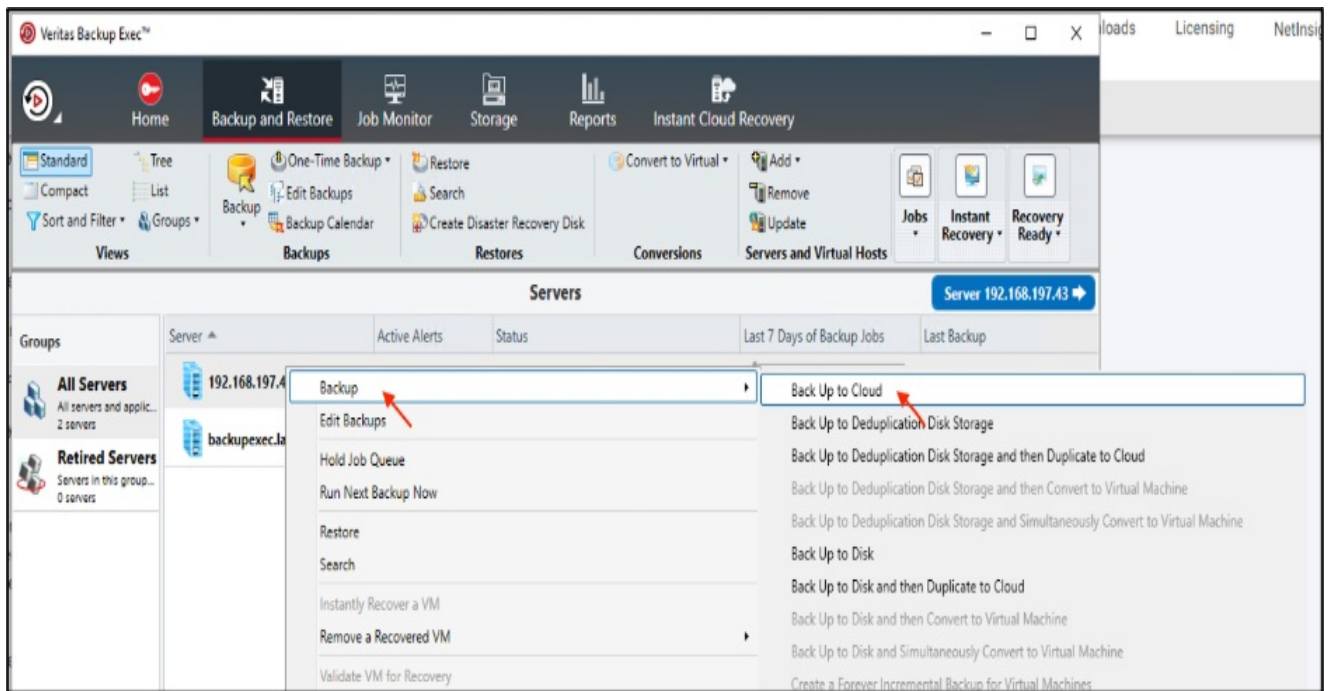 Veritas Backup Exec™
Licensing
Home
Backup and Restore
Job Monitor
Storage
Reports
Instant Cloud Recovery
Standard
Tree
One-Time Backup
Restore
Convert to Virtual
Add
Compact
List
Backup
Edit Backups
Search
Remove
Sort and Filter
Groups
Backup Calendar
Create Disaster Recovery Disk
Update
Jobs
Instant
Recovery
Recovery
Ready
Views
Backups
Restores
Conversions
Servers and Virtual Hosts
Servers
Server 192.168.197.43
Groups
Server
Active Alerts
Status
Last 7 Days of Backup Jobs
Last Backup
All Servers
All servers and applic...
2 servers
Retired Servers
Servers in this group...
0 servers
192.168.197.4
backupexec.la
Backup
Edit Backups
Hold Job Queue
Run Next Backup Now
Restore
Search
Instantly Recover a VM
Remove a Recovered VM
Validate VM for Recovery
Back Up to Cloud
Back Up to Deduplication Disk Storage
Back Up to Deduplication Disk Storage and then Duplicate to Cloud
Back Up to Deduplication Disk Storage and then Convert to Virtual Machine
Back Up to Deduplication Disk Storage and Simultaneously Convert to Virtual Machine
Back Up to Disk
Back Up to Disk and then Duplicate to Cloud
Back Up to Disk and then Convert to Virtual Machine
Back Up to Disk and Simultaneously Convert to Virtual Machine
Create a Forever Incremental Backup for Virtual Machines